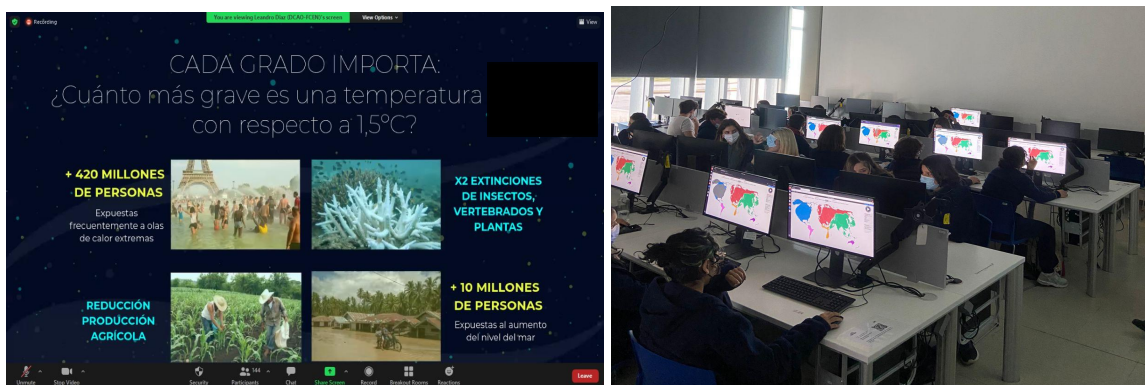 Recording
You are viewing Leandro Diaz (DCAO-FCEN)'s screen
View Options
View
CADA GRADO IMPORTA:
¿Cuánto más grave es una temperatura
con respecto a 1,5°C?
+ 420 MILLONES
DE PERSONAS
Expuestas
frecuentemente a olas
de calor extremas
X2 EXTINCIONES
DE INSECTOS,
VERTEBRADOS Y
PLANTAS
REDUCCIÓN
PRODUCCIÓN
AGRÍCOLA
+ 10 MILLONES
DE PERSONAS
Expuestas al aumento
del nivel del mar
Unmute
Stop Video
Security
144
Participants
Chat
Share Screen
Record
Breakout Rooms
Reactions
Leave